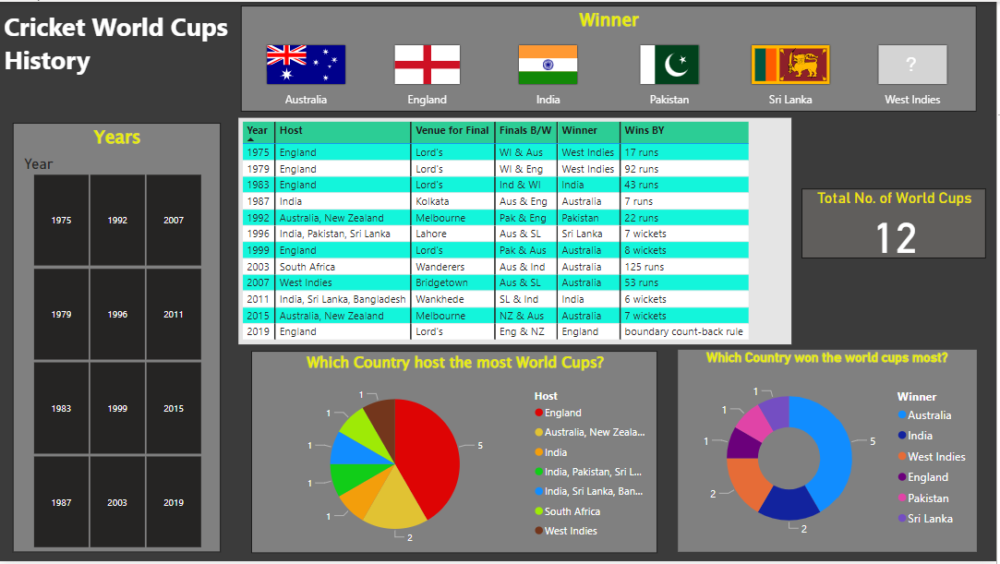 Cricket World Cups
History
Winner
?
Australia England India Pakistan Sri Lanka West Indies
Years
Year
1975 1992 2007
1979 1996 2011
1983 1999 2015
1987 2003 2019
Year Host Venue for Final Finals B/W Winner Wins BY
1975 England Lord's WI & Aus West Indies 17 runs
1979 England Lord's WI & Eng West Indies 92 runs
1983 England Lord's Ind & WI India 43 runs
1987 India Kolkata Aus & Eng Australia 7 runs
1992 Australia, New Zealand Melbourne Pak & Eng Pakistan 22 runs
1996 India, Pakistan, Sri Lanka Lahore Aus & SL Sri Lanka 7 wickets
1999 England Lord's Pak & Aus Australia 8 wickets
2003 South Africa Wanderers Aus & Ind Australia 125 runs
2007 West Indies Bridgetown Aus & SL Australia 53 runs
2011 India, Sri Lanka, Bangladesh Wankhede SL & Ind India 6 wickets
2015 Australia, New Zealand Melbourne NZ & Aus Australia 7 wickets
2019 England Lord's Eng & NZ England boundary count-back rule
Total No. of World Cups
12
Which Country host the most World Cups?
5
2
1
1
1
1
1
Host
England
Australia, New Zeala...
India
India, Pakistan, Sri L...
India, Sri Lanka, Ban...
South Africa
West Indies
Which Country won the world cups most?
5
2
2
1
1
1
Winner
Australia
India
West Indies
England
Pakistan
Sri Lanka